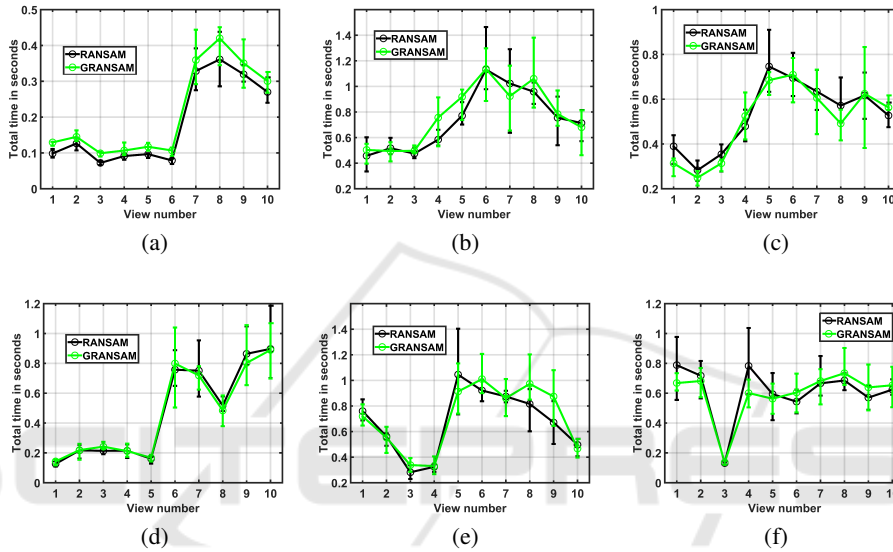 0.5
0.4
0.3
0.2
0.1
0
Total time in seconds
RANSAM
GRANSAM
1 2 3 4 5 6 7 8 9 10
View number
(a)
1.6
1.4
1.2
1
0.8
0.6
0.4
0.2
Total time in seconds
RANSAM
GRANSAM
1 2 3 4 5 6 7 8 9 10
View number
(b)
1
0.8
0.6
0.4
0.2
Total time in seconds
RANSAM
GRANSAM
1 2 3 4 5 6 7 8 9 10
View number
(c)
1.2
1
0.8
0.6
0.4
0.2
0
Total time in seconds
RANSAM
GRANSAM
1 2 3 4 5 6 7 8 9 10
View number
(d)
1.4
1.2
1
0.8
0.6
0.4
0.2
Total time in seconds
RANSAM
GRANSAM
1 2 3 4 5 6 7 8 9 10
View number
(e)
1.2
1
0.8
0.6
0.4
0.2
0
Total time in seconds
RANSAM
GRANSAM
1 2 3 4 5 6 7 8 9 1
View number
(f)